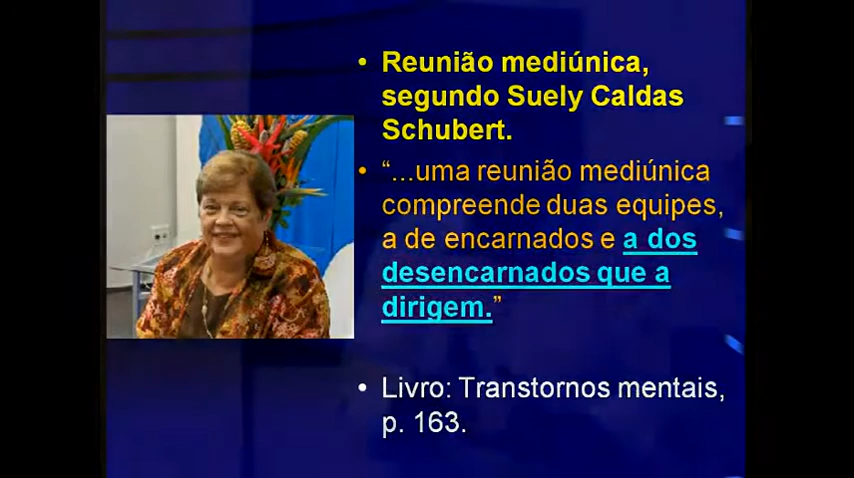 • Reunião mediúnica,
segundo Suely Caldas
Schubert.
• “...uma reunião mediúnica
compreende duas equipes,
a de encarnados e a dos
desencarnados que a
dirigem.”
• Livro: Transtornos mentais,
p. 163.